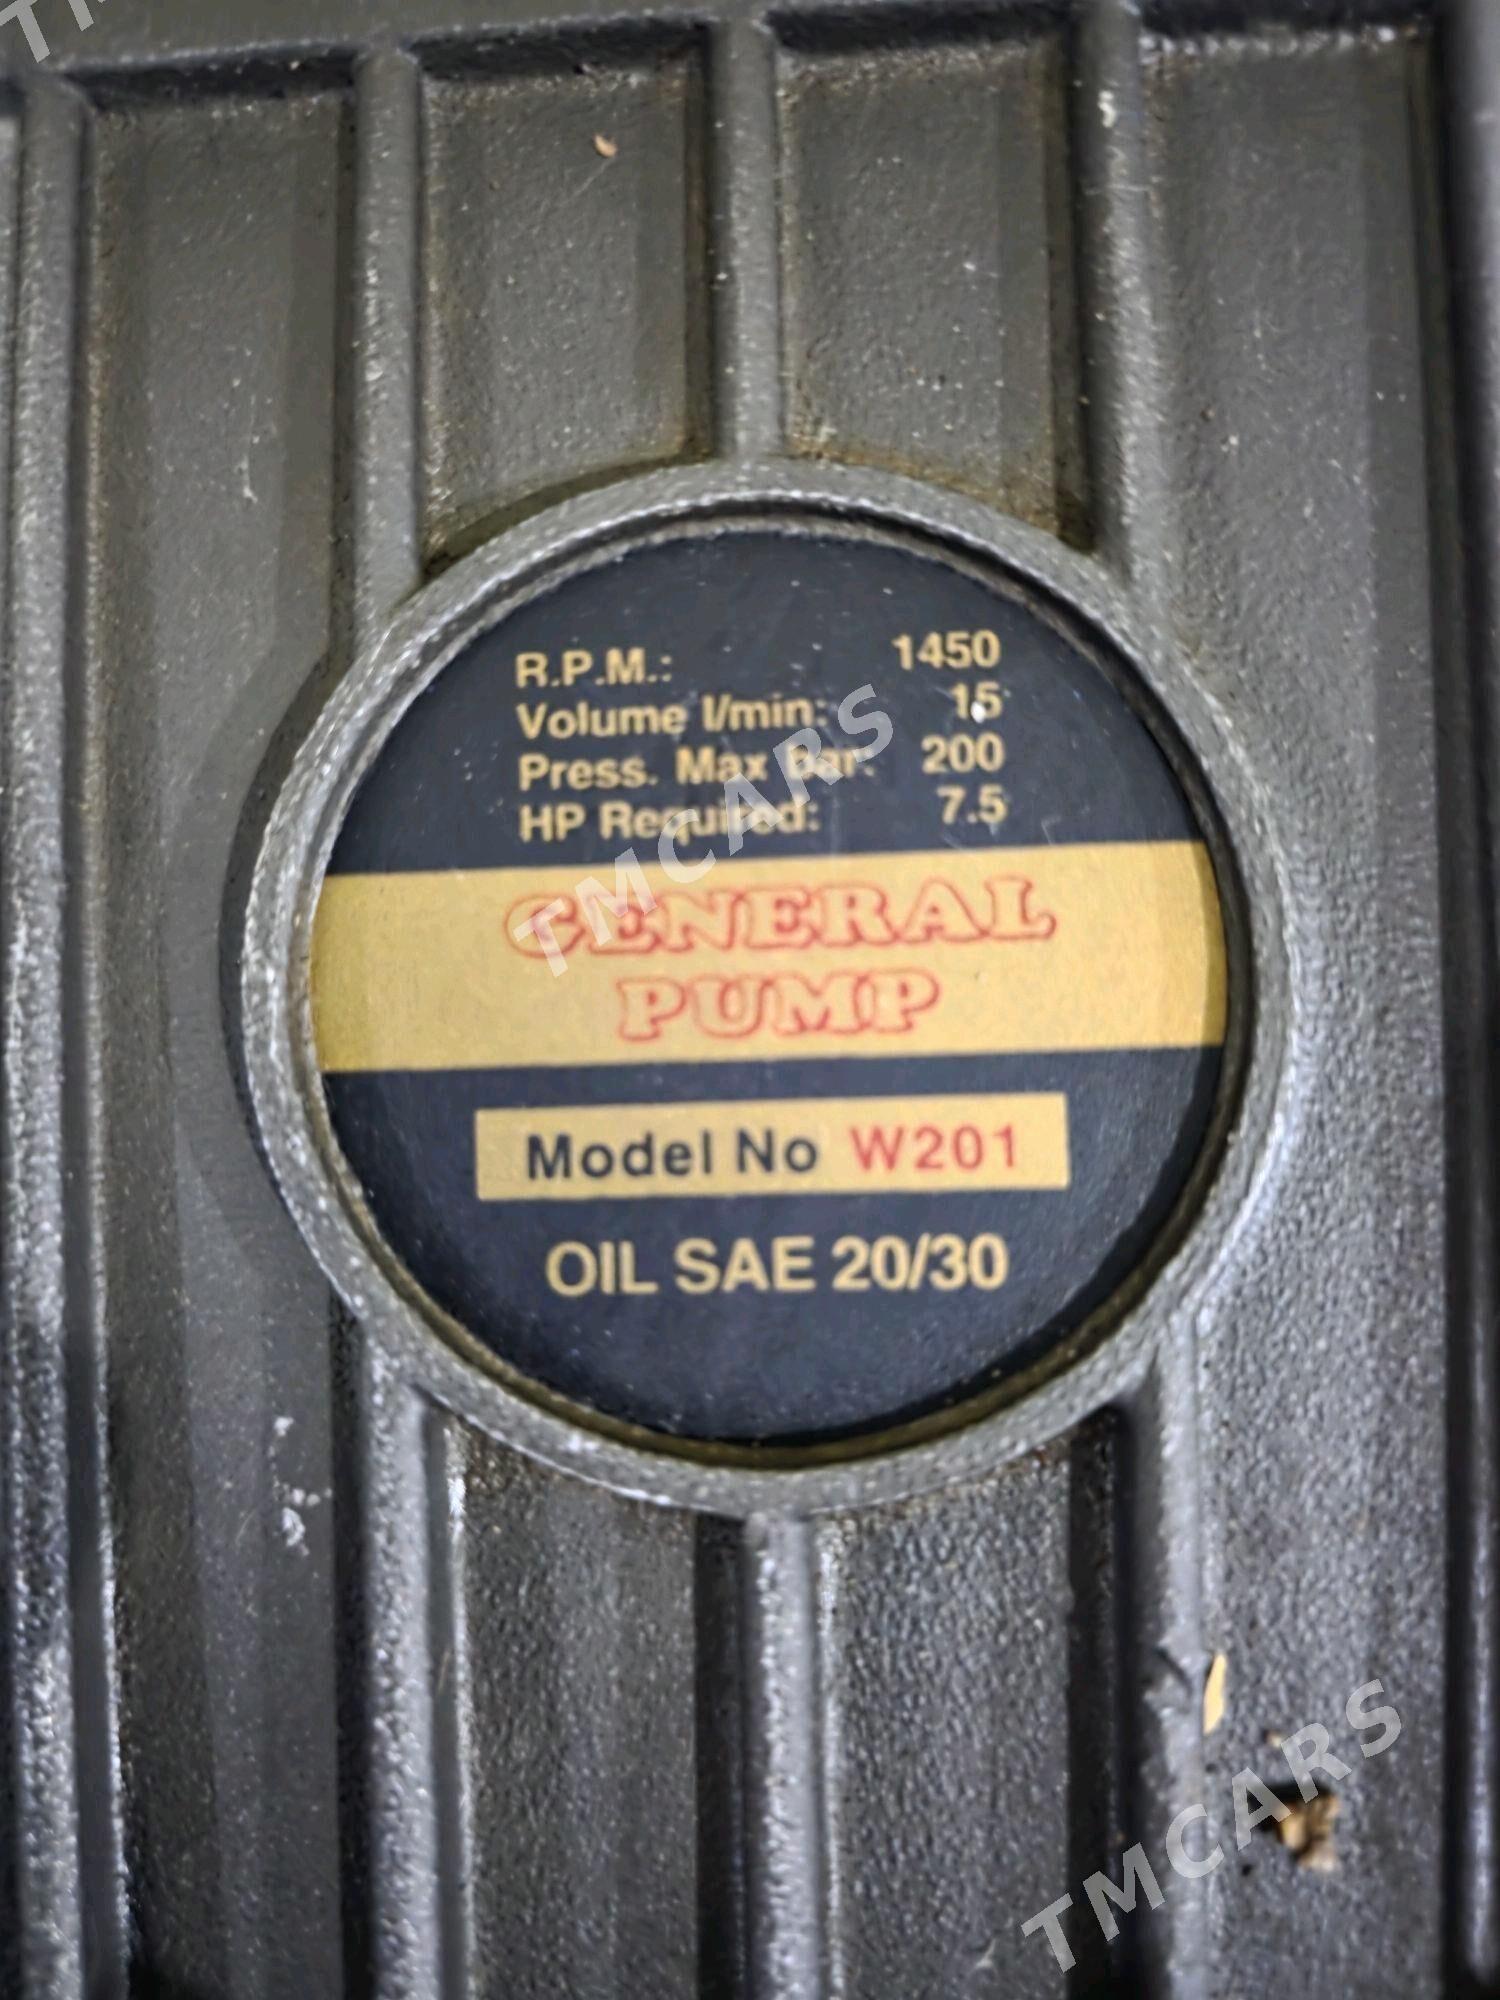 R.P.M.: 1450
Volume l/min: 15
Press. Max Bar: 200
HP Required: 7.5
GENERAL
PUMP
Model No W201
OIL SAE 20/30
TMCARS
TMCARS